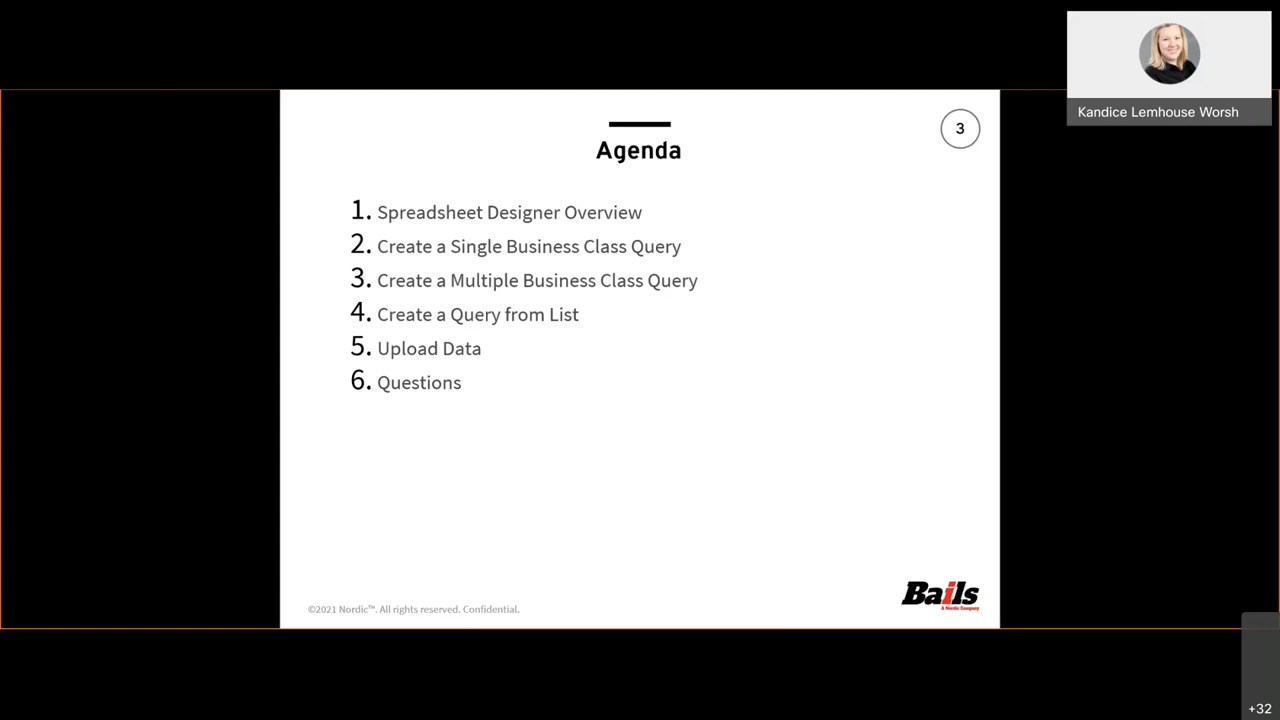 Kandice Lemhouse Worsh
3
Agenda
1. Spreadsheet Designer Overview
2. Create a Single Business Class Query
3. Create a Multiple Business Class Query
4. Create a Query from List
5. Upload Data
6. Questions
©2021 Nordic™. All rights reserved. Confidential.
Bails
A Nordic Company
+32